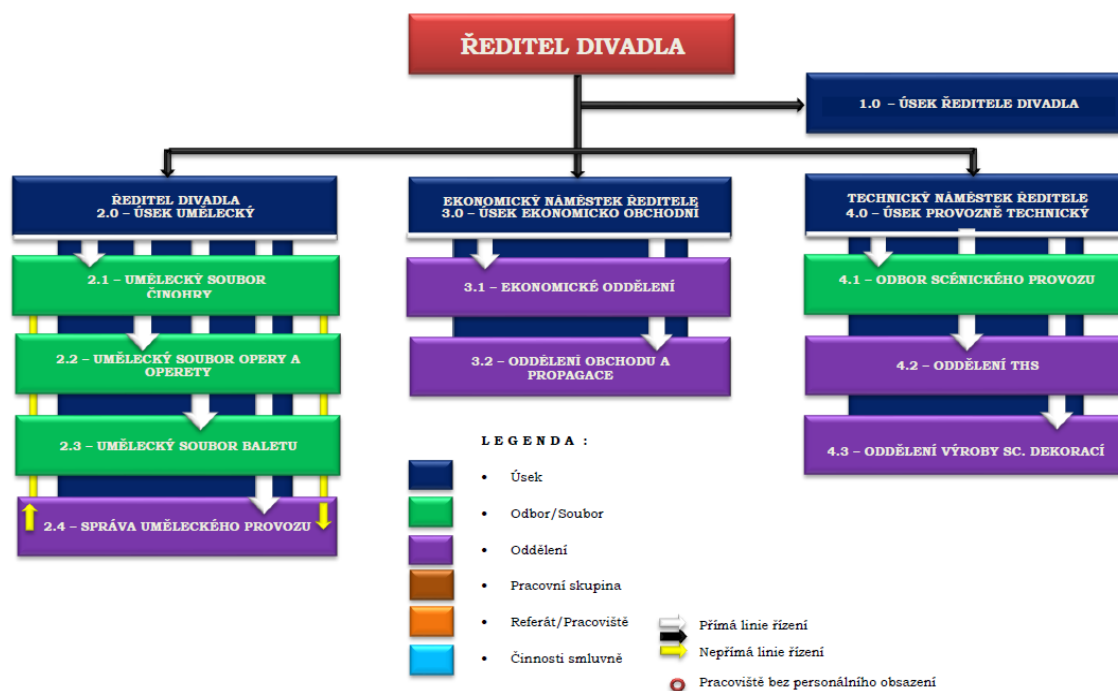 ŘEDITEL DIVADLA
1.0 – ÚSEK ŘEDITELE DIVADLA
ŘEDITEL DIVADLA
2.0 – ÚSEK UMĚLECKÝ
EKONOMICKÝ NÁMĚSTEK ŘEDITELE
3.0 – ÚSEK EKONOMICKO OBCHODNÍ
TECHNICKÝ NÁMĚSTEK ŘEDITELE
4.0 – ÚSEK PROVOZNĚ TECHNICKÝ
2.1 – UMĚLECKÝ SOUBOR
ČINOHRY
3.1 – EKONOMICKÉ ODDĚLENÍ
4.1 – ODBOR SCÉNICKÉHO PROVOZU
2.2 – UMĚLECKÝ SOUBOR OPERY A
OPERETY
3.2 – ODDĚLENÍ OBCHODU A
PROPAGACE
4.2 – ODDĚLENÍ THS
2.3 – UMĚLECKÝ SOUBOR BALETU
4.3 – ODDĚLENÍ VÝROBY SC. DEKORACÍ
2.4 – SPRÁVA UMĚLECKÉHO PROVOZU
LEGENDA :
• Úsek
• Odbor/Soubor
• Oddělení
• Pracovní skupina
• Referát/Pracoviště
• Činnosti smluvně
Přímá linie řízení
Nepřímá linie řízení
Pracoviště bez personálního obsazení